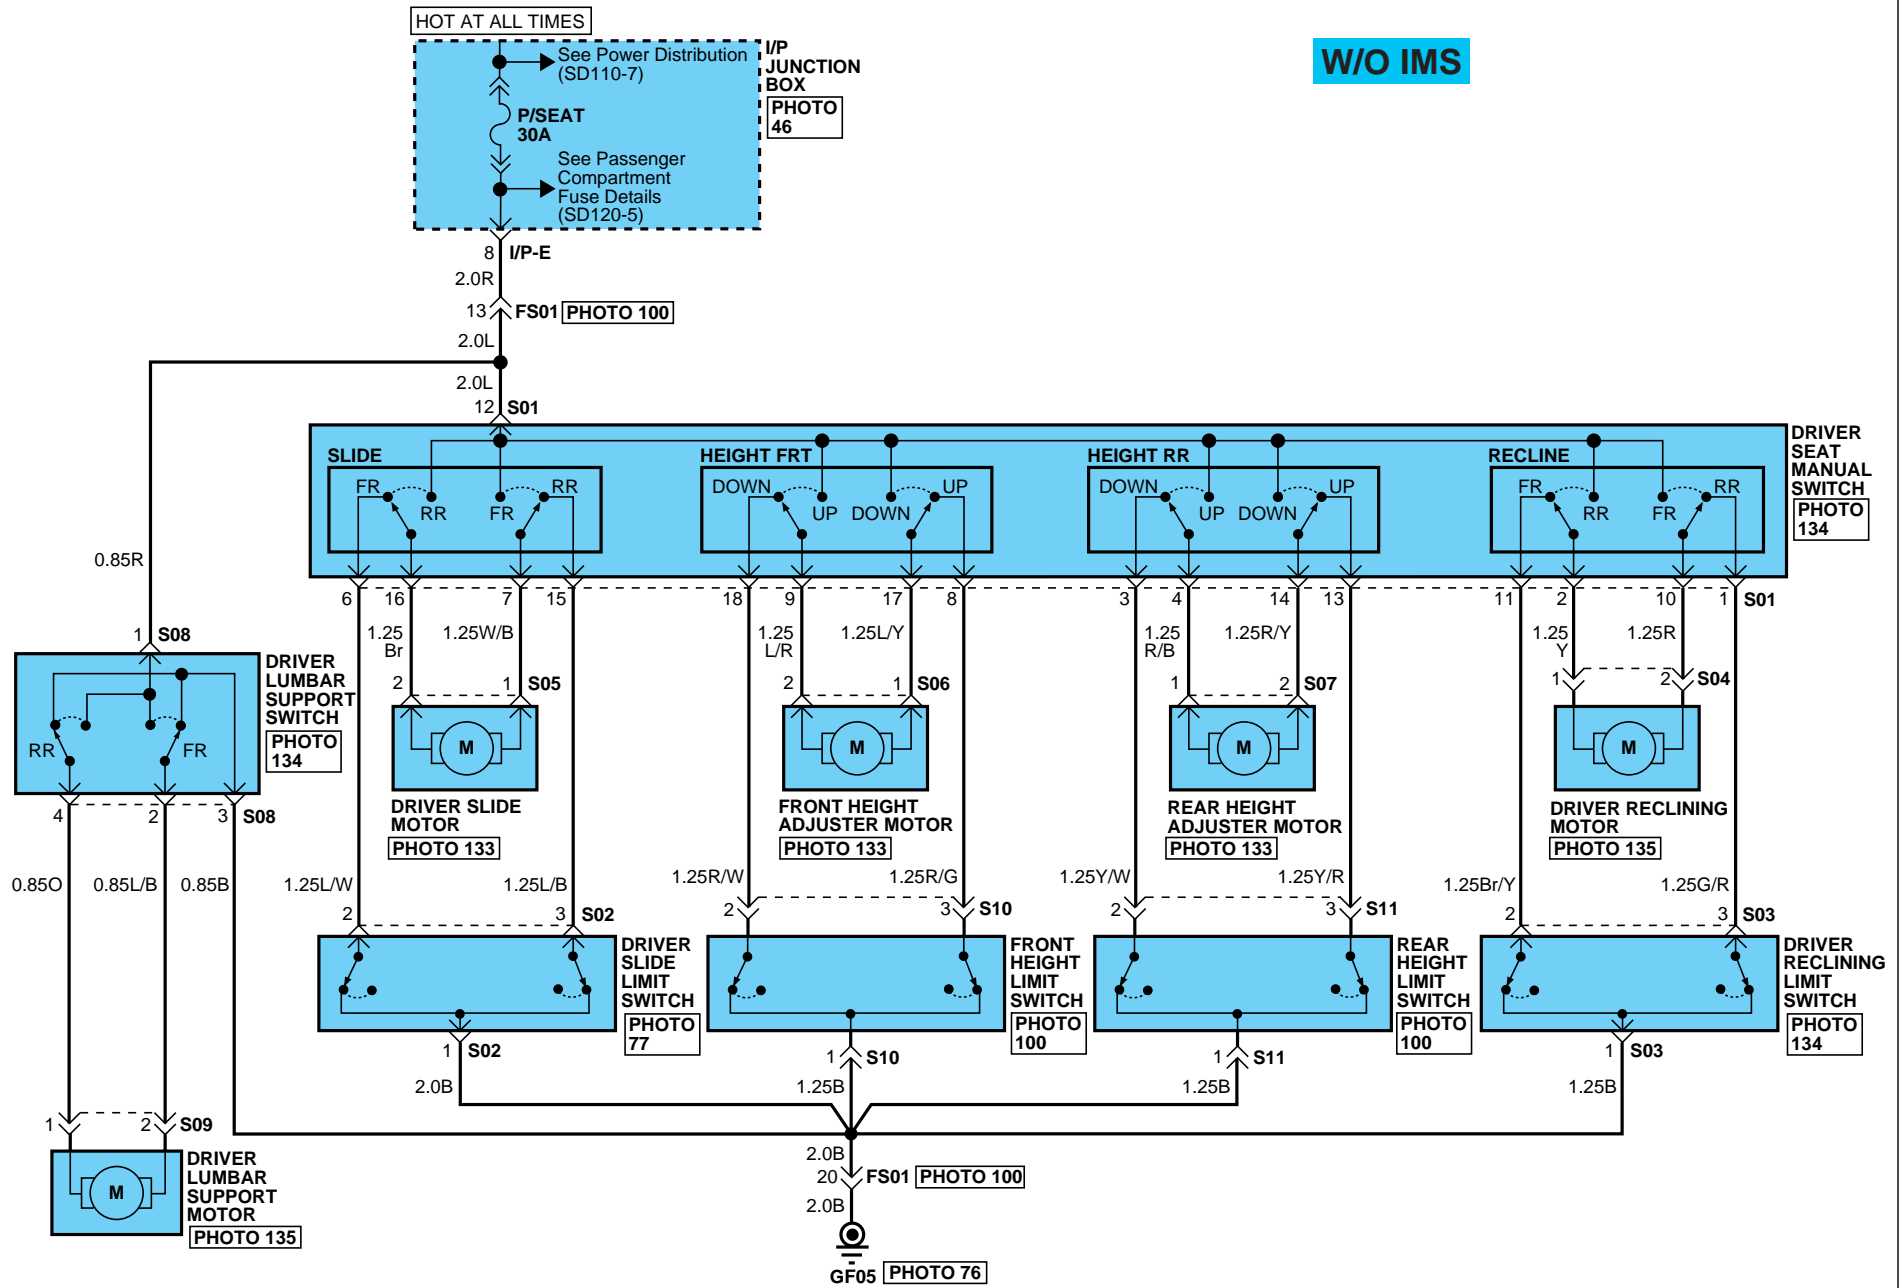 HOT AT ALL TIMES
W/O IMS
See Power Distribution
(SD110-7)
P/SEAT
30A
See Passenger
Compartment
Fuse Details
(SD120-5)
I/P
JUNCTION
BOX
PHOTO
46
8 I/P-E
2.0R
13 FS01 PHOTO 100
2.0L
2.0L
12 S01
0.85R
SLIDE
FR RR
RR FR
HEIGHT FRT
DOWN UP
UP DOWN
HEIGHT RR
DOWN UP
UP DOWN
RECLINE
FR RR
RR FR
DRIVER
SEAT
MANUAL
SWITCH
PHOTO
134
6 16 7 15 18 9 17 8 3 4 14 13 11 2 10 1 S01
1.25
Br
1.25W/B
1.25
L/R
1.25L/Y
1.25
R/B
1.25R/Y
1.25
Y
1.25R
1 S08
RR FR
DRIVER
LUMBAR
SUPPORT
SWITCH
PHOTO
134
4 2 3 S08
2 1 S05
M
DRIVER SLIDE
MOTOR
PHOTO 133
2 1 S06
M
FRONT HEIGHT
ADJUSTER MOTOR
PHOTO 133
1 2 S07
M
REAR HEIGHT
ADJUSTER MOTOR
PHOTO 133
1 2 S04
M
DRIVER RECLINING
MOTOR
PHOTO 135
0.85O 0.85L/B 0.85B 1.25L/W 1.25L/B 1.25R/W 1.25R/G 1.25Y/W 1.25Y/R 1.25Br/Y 1.25G/R
2 3 S02
DRIVER
SLIDE
LIMIT
SWITCH
PHOTO
77
2 3 S10
FRONT
HEIGHT
LIMIT
SWITCH
PHOTO
100
2 3 S11
REAR
HEIGHT
LIMIT
SWITCH
PHOTO
100
2 3 S03
DRIVER
RECLINING
LIMIT
SWITCH
PHOTO
134
1 S02
2.0B
1 S10
1.25B
1 S11
1.25B
1 S03
1.25B
1 2 S09
M
DRIVER
LUMBAR
SUPPORT
MOTOR
PHOTO 135
2.0B
20 FS01 PHOTO 100
2.0B
GF05 PHOTO 76